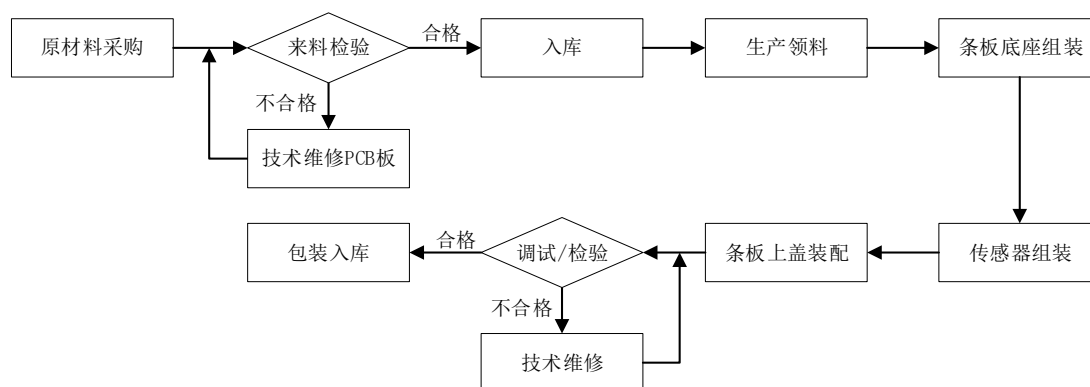 原材料采购
来料检验
合格
入库
生产领料
条板底座组装
不合格
技术维修PCB板
包装入库
合格
调试/检验
条板上盖装配
传感器组装
不合格
技术维修